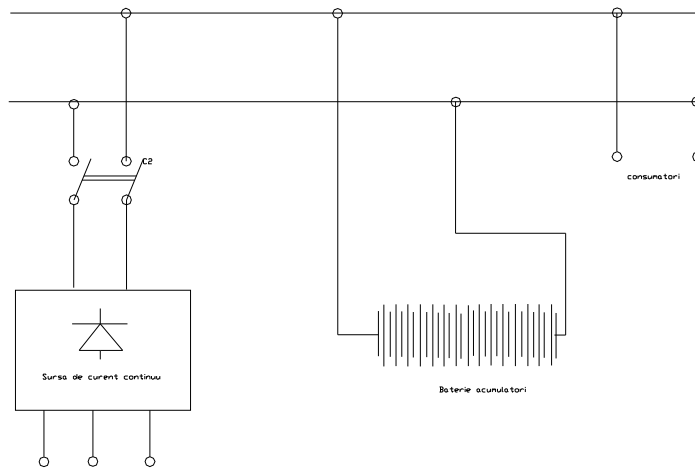 C2
consumatori
Sursa de curent continuu
Baterie acumulatori